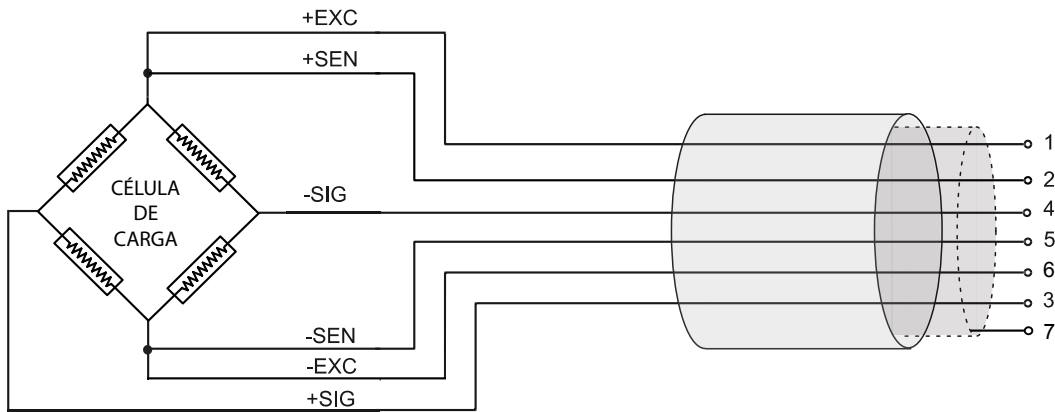 +EXC
+SEN
CÉLULA
DE
CARGA
-SIG
-SEN
-EXC
+SIG
1
2
4
5
6
3
7